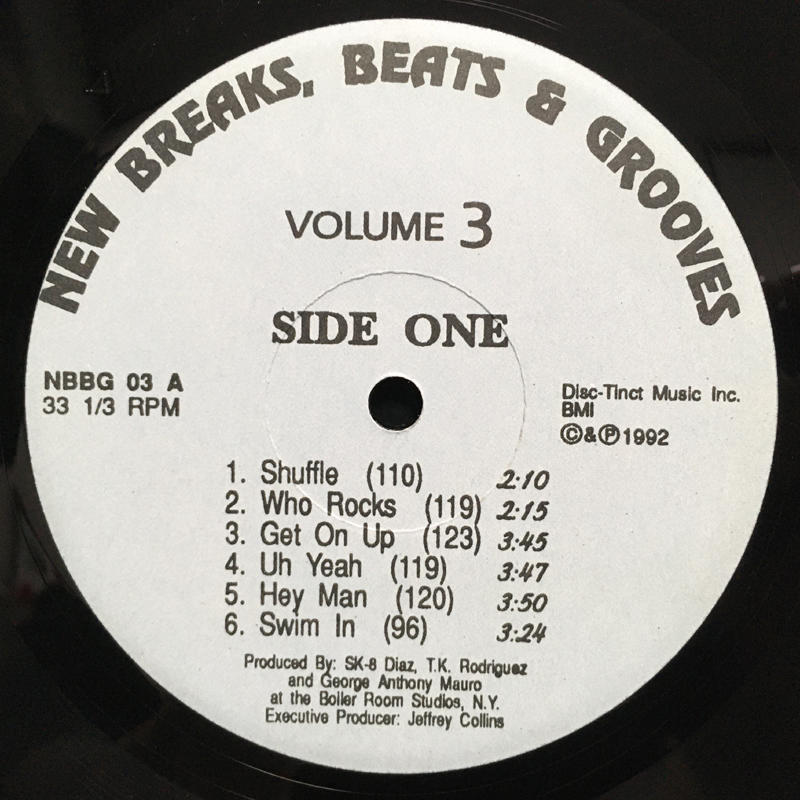 NEW BREAKS, BEATS & GROOVES
VOLUME 3
SIDE ONE
NBBG 03 A
33 1/3 RPM
Disc-Tinct Music Inc.
BMI
©&℗1992
1. Shuffle (110) 2:10
2. Who Rocks (119) 2:15
3. Get On Up (123) 3:45
4. Uh Yeah (119) 3:47
5. Hey Man (120) 3:50
6. Swim In (96) 3:24
Produced By: SK-8 Diaz, T.K. Rodriguez
and George Anthony Mauro
at the Boiler Room Studios, N.Y.
Executive Producer: Jeffrey Collins